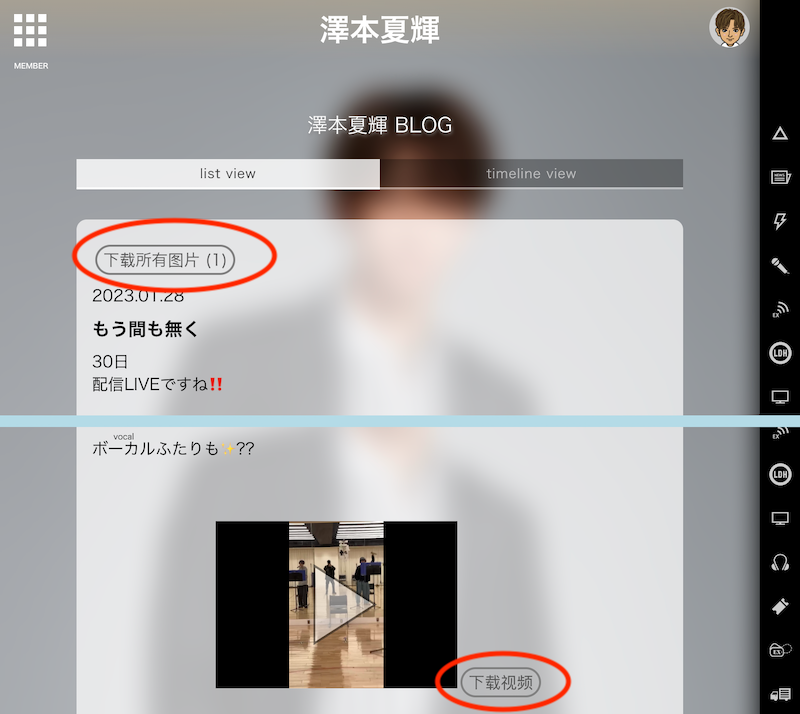 澤本夏輝
MEMBER
澤本夏輝 BLOG
list view
timeline view
下载所有图片 (1)
2023.01.28
もう間も無く
30日
配信LIVEですね‼️
vocal
ボーカルふたりも✨??
下载视频
NEWS
EX
LDH
EX
LDH
EX